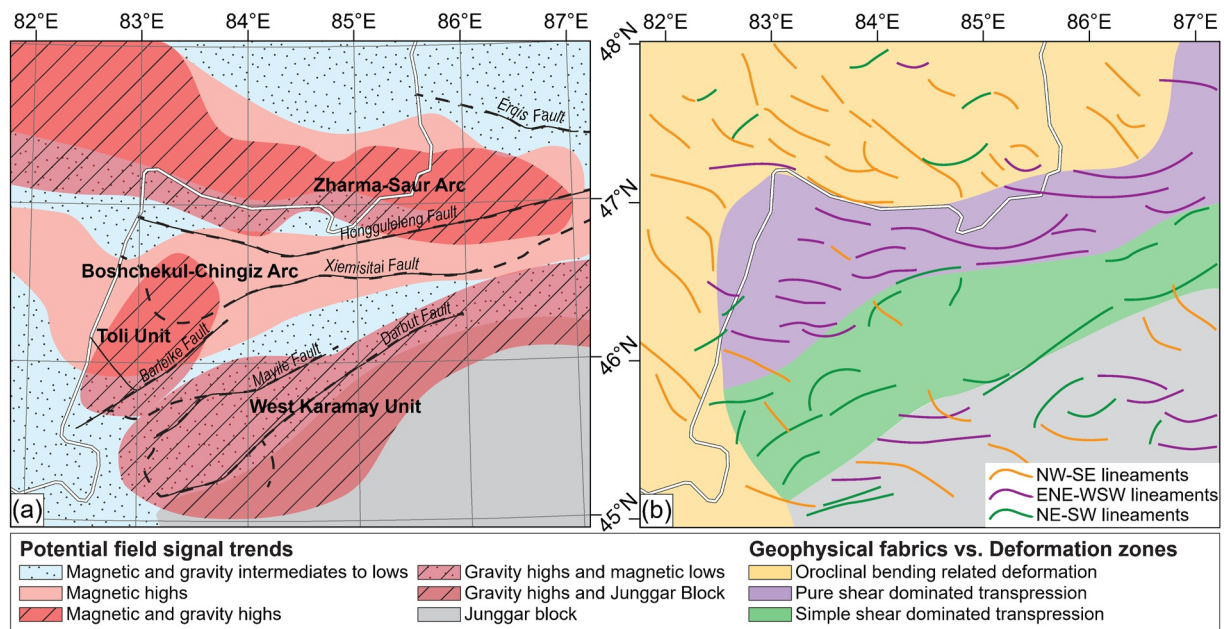 82°E 83°E 84°E 85°E 86°E 87°E 82°E 83°E 84°E 85°E 86°E 87°E
48°N
Erqis Fault
Zharma-Saur Arc
47°N
Honggueleng Fault
Boshchekul-Chingiz Arc
Xiemisitai Fault
Toli Unit
Barleike Fault
Mayile Fault
Darbut Fault
46°N
West Karamay Unit
45°N
(a)
(b)
NW-SE lineaments
ENE-WSW lineaments
NE-SW lineaments
Potential field signal trends
Magnetic and gravity intermediates to lows
Magnetic highs
Magnetic and gravity highs
Gravity highs and magnetic lows
Gravity highs and Junggar Block
Junggar block
Geophysical fabrics vs. Deformation zones
Oroclinal bending related deformation
Pure shear dominated transpression
Simple shear dominated transpression